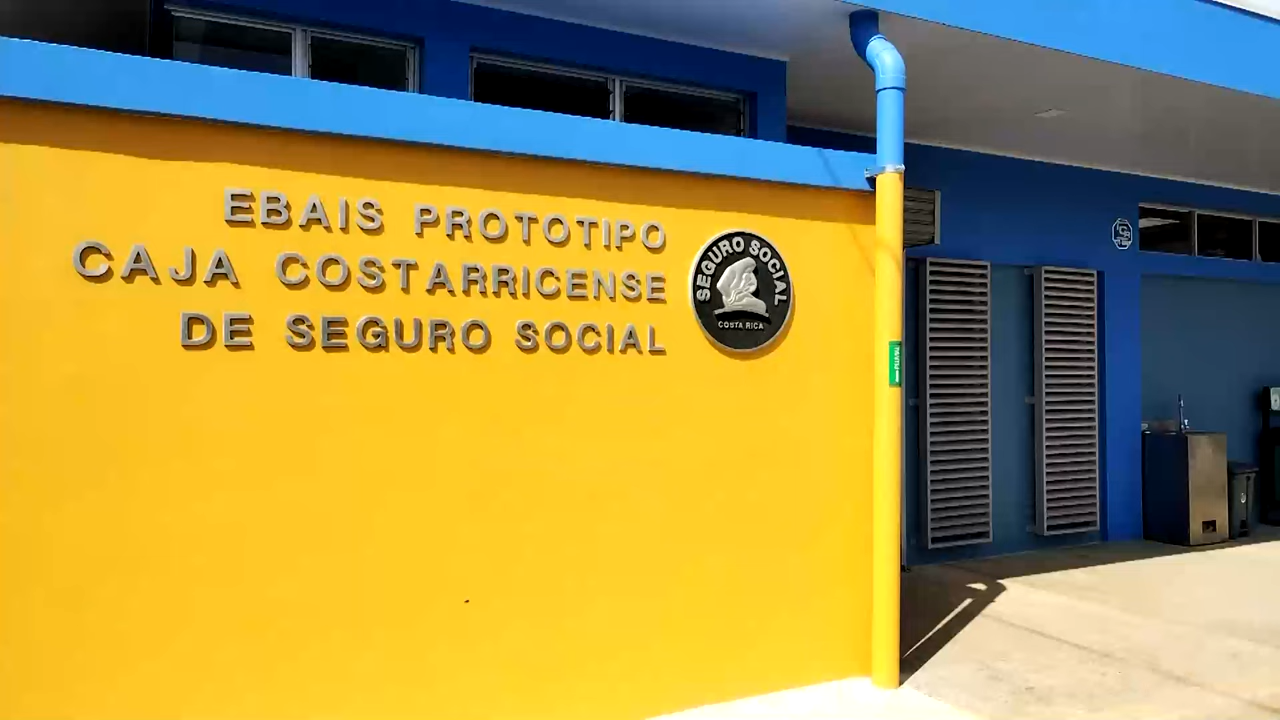 EBAIS PROTOTIPO
CAJA COSTARRICENSE
DE SEGURO SOCIAL
SEGURO SOCIAL
COSTA RICA